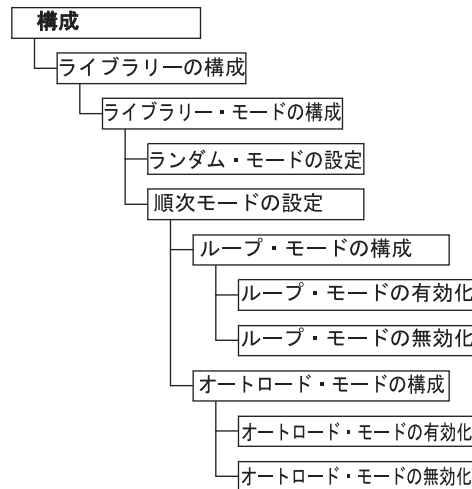 構成
ライブラリーの構成
ライブラリー・モードの構成
ランダム・モードの設定
順次モードの設定
ループ・モードの構成
ループ・モードの有効化
ループ・モードの無効化
オートロード・モードの構成
オートロード・モードの有効化
オートロード・モードの無効化